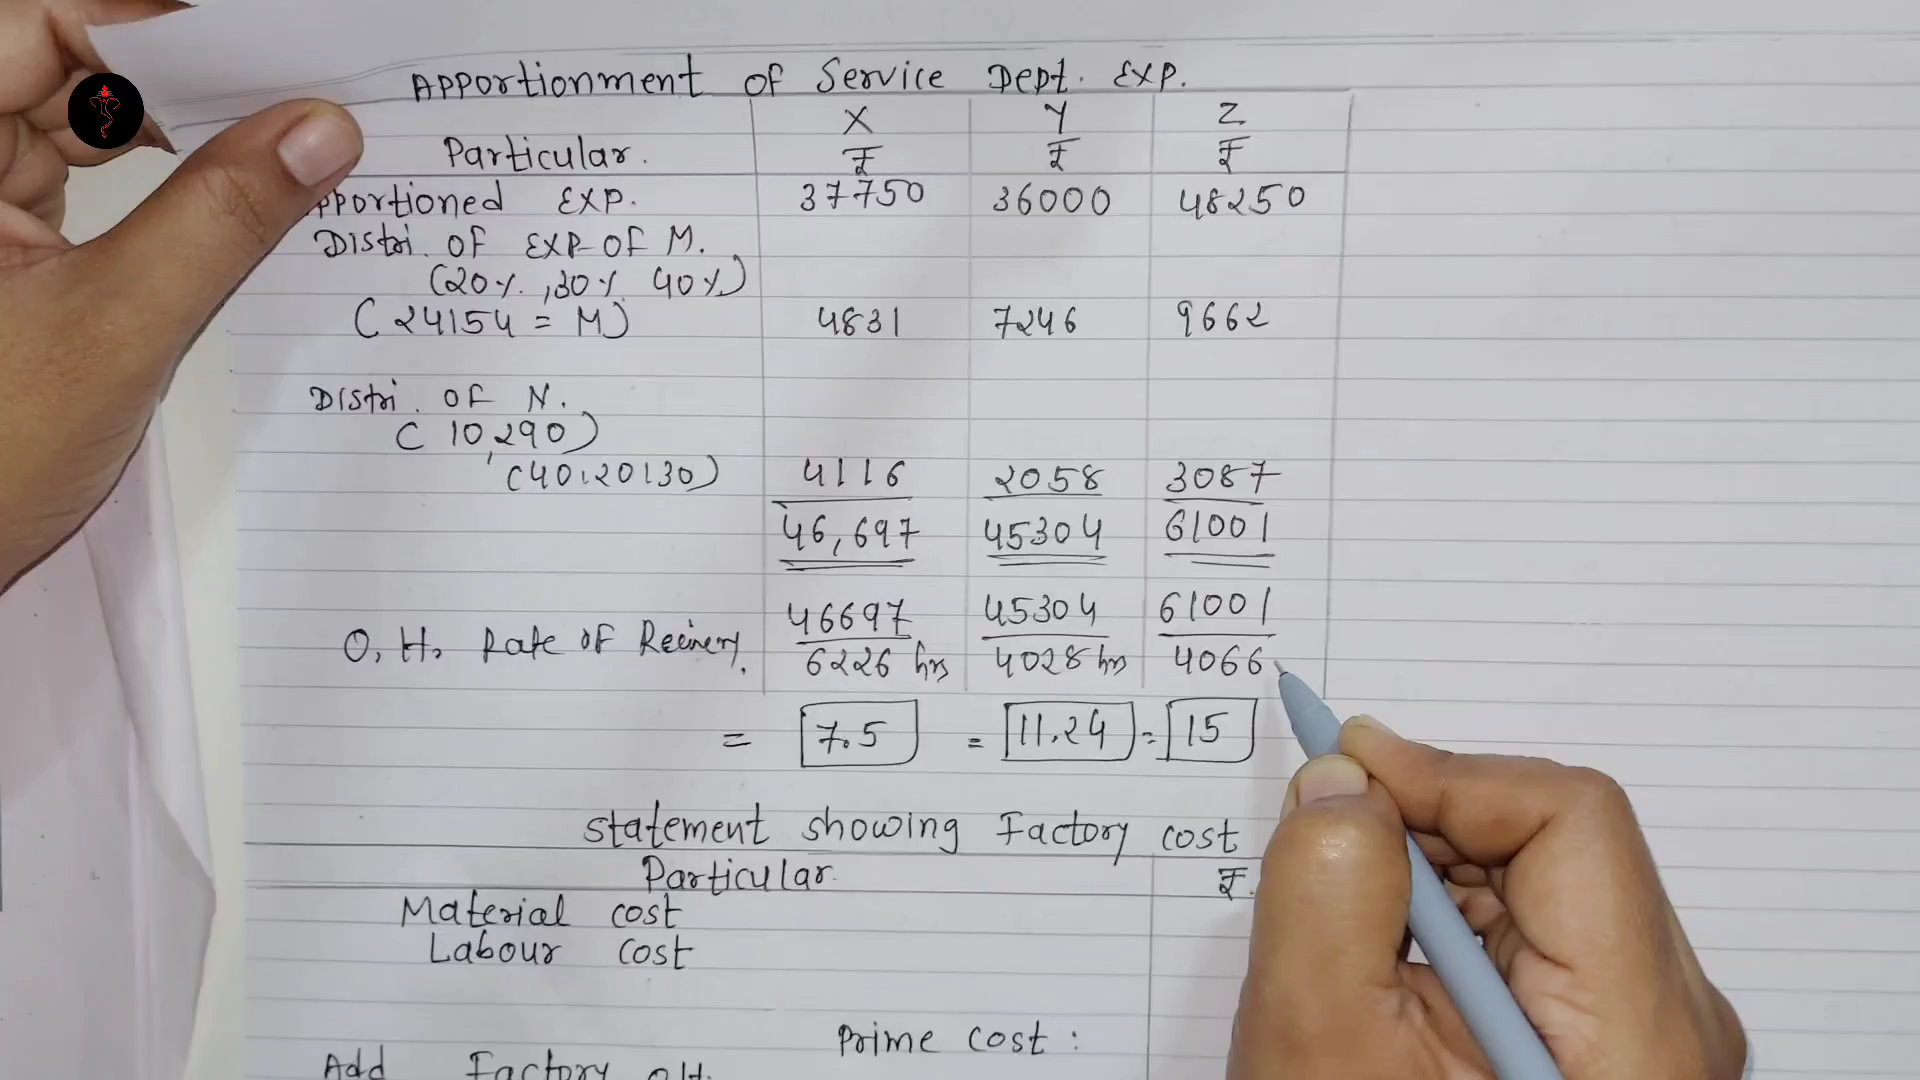 Apportionment of Service Dept. Exp.
Particular. X ₹ Y ₹ Z ₹
pportioned Exp. 37750 36000 48250
Distri. of Exp of M.
(20%, 30% 40%)
(24154 = M) 4831 7246 9662
Distri. of N.
(10,290)
(40,20,30) 4116 2058 3087
46,697 45304 61001
46697 45304 61001
O.H. Rate of
6226 hrs 4028 hrs 4066
= 7.5 = 11.24 = 15
Statement showing Factory cost
Particular. ₹.
Material cost
Labour cost
Prime cost :
Add Factory OH.